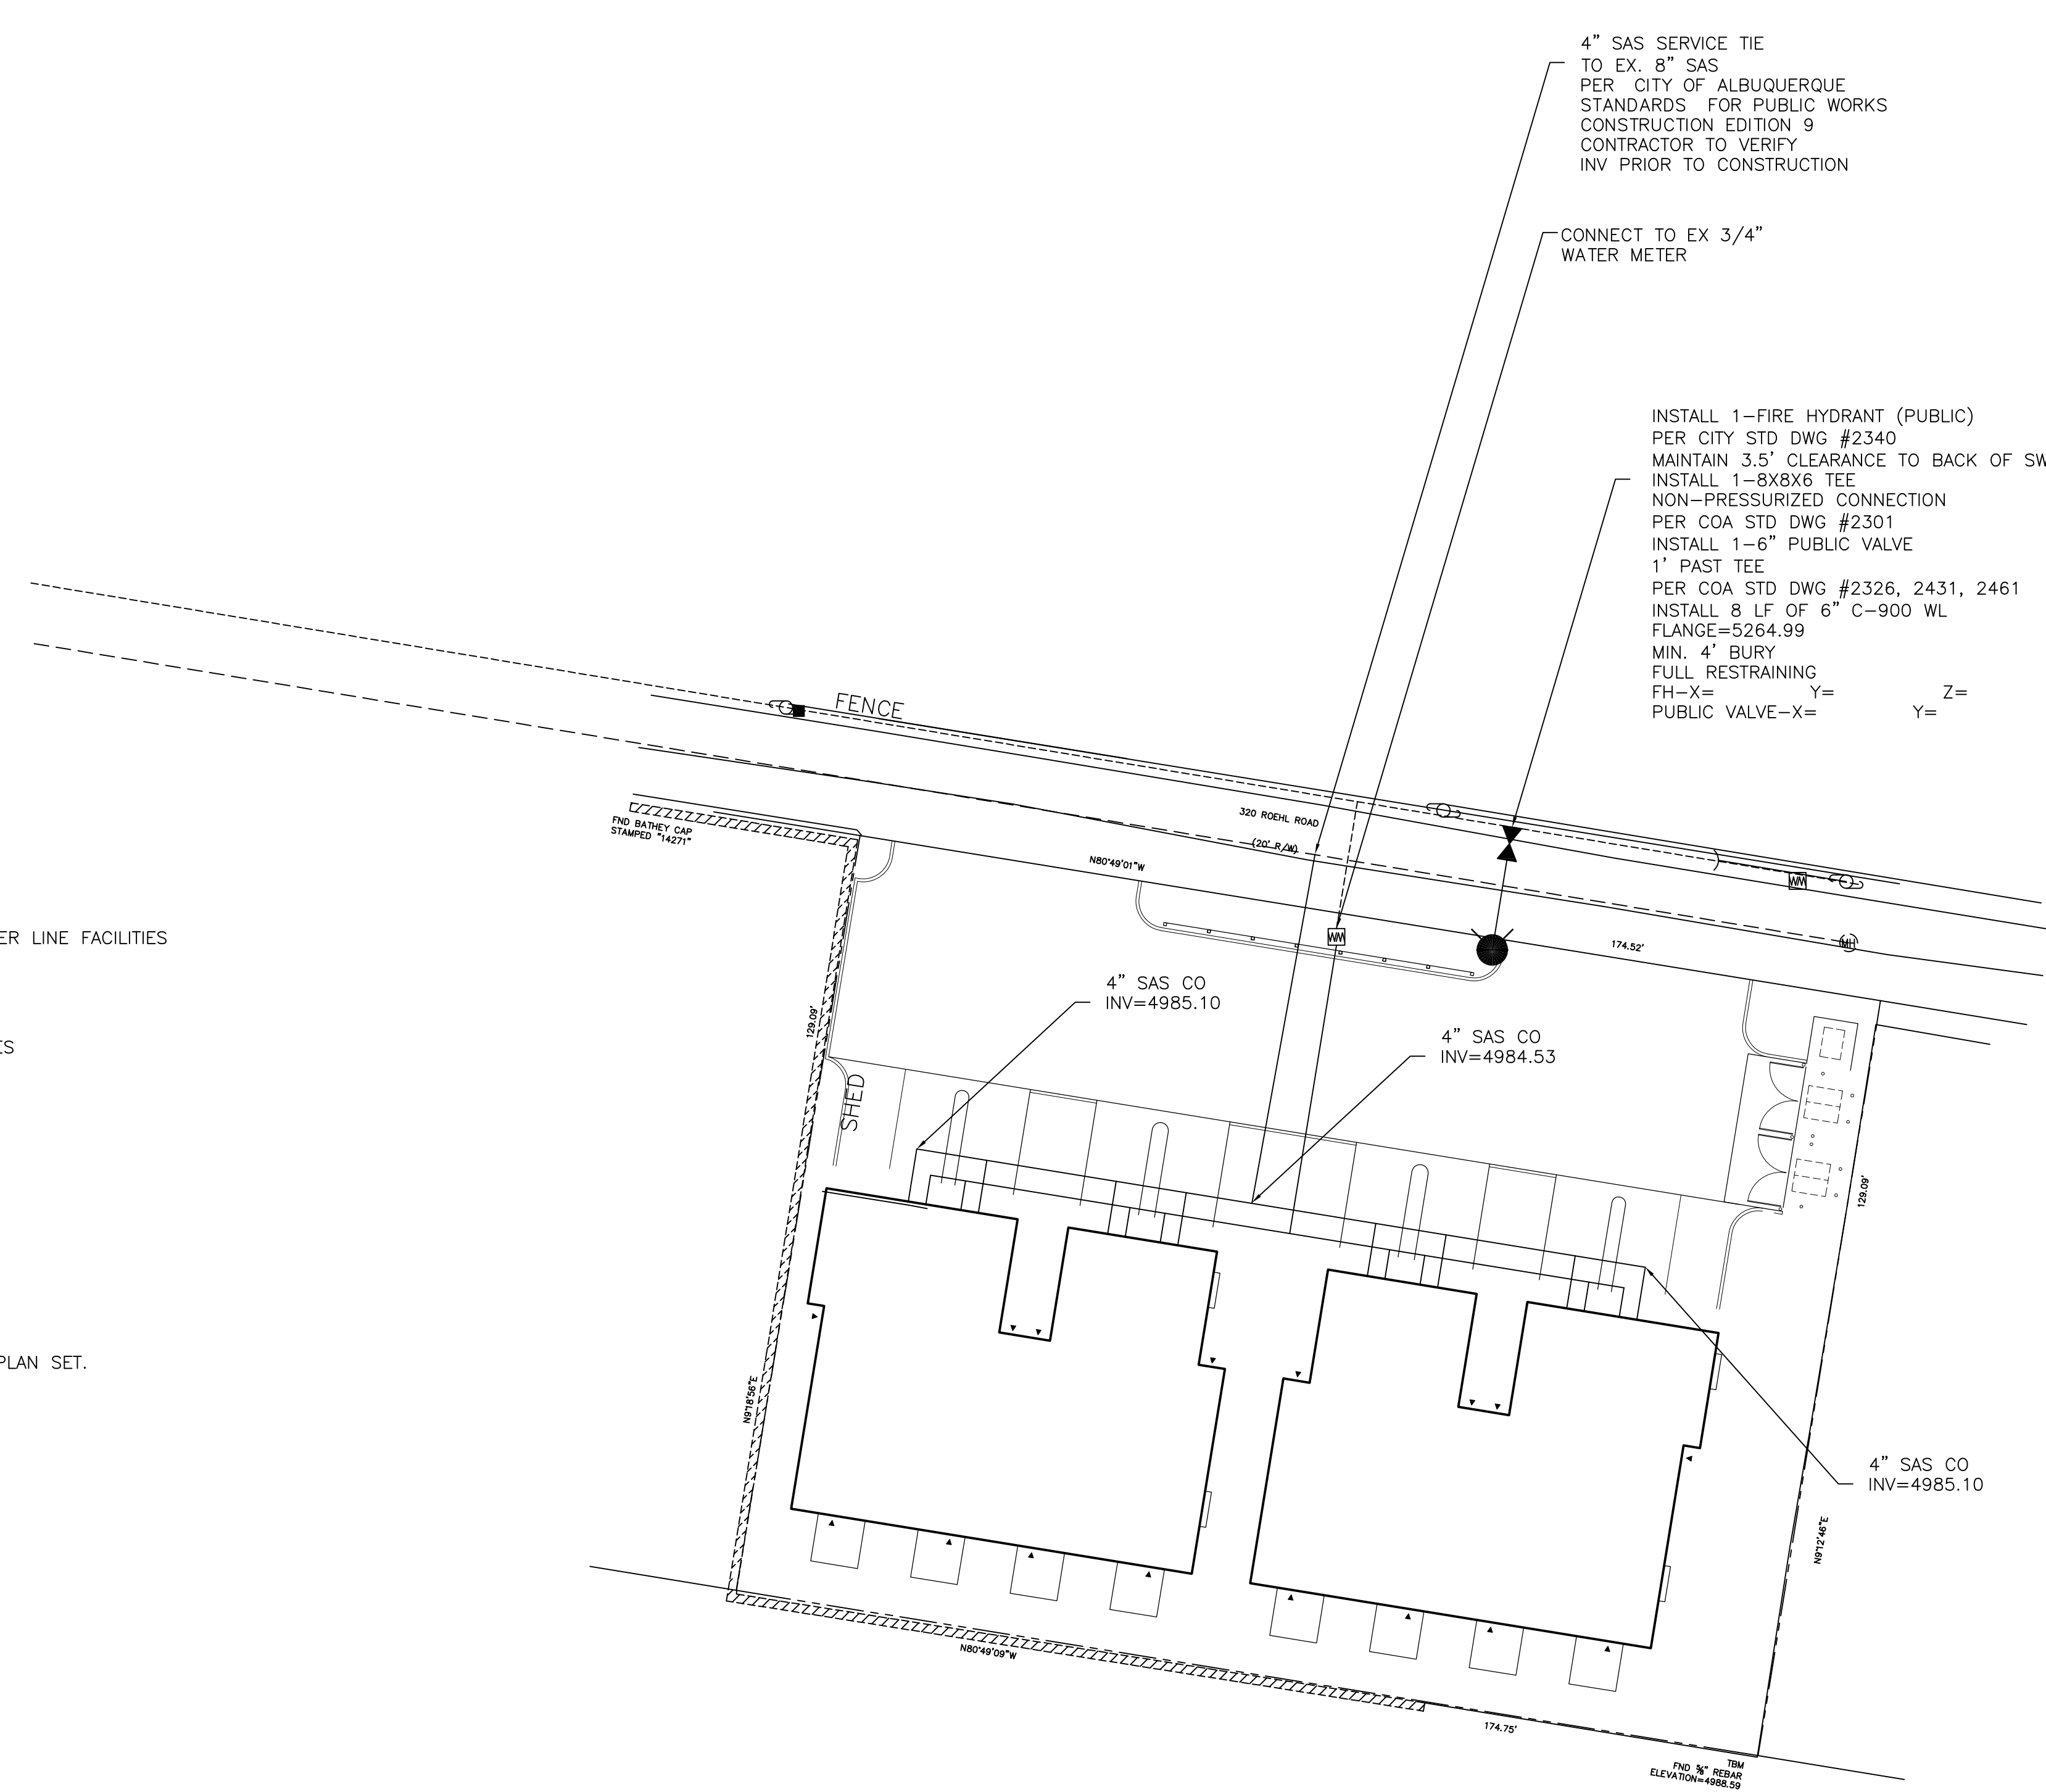 4" SAS SERVICE TIE
TO EX. 8" SAS
PER CITY OF ALBUQUERQUE
STANDARDS FOR PUBLIC WORKS
CONSTRUCTION EDITION 9
CONTRACTOR TO VERIFY
INV PRIOR TO CONSTRUCTION
CONNECT TO EX 3/4"
WATER METER
INSTALL 1-FIRE HYDRANT (PUBLIC)
PER CITY STD DWG #2340
MAINTAIN 3.5' CLEARANCE TO BACK OF SW
INSTALL 1-8X8X6 TEE
NON-PRESSURIZED CONNECTION
PER COA STD DWG #2301
INSTALL 1-6" PUBLIC VALVE
1' PAST TEE
PER COA STD DWG #2326, 2431, 2461
INSTALL 8 LF OF 6" C-900 WL
FLANGE=5264.99
MIN. 4' BURY
FULL RESTRAINING
FH-X= Y= Z=
PUBLIC VALVE-X= Y=
FENCE
320 ROEHL ROAD
(20' R/W)
FND BATHEY CAP
STAMPED "14271"
N80°49'01"W
WM
WM
MH
174.52'
ER LINE FACILITIES
4" SAS CO
INV=4985.10
129.09'
4" SAS CO
INV=4984.53
ES
SHED
129.09'
PLAN SET.
N9°18'56"E
4" SAS CO
INV=4985.10
N9°12'46"E
N80°49'09"W
174.75'
TBM
FND ⅝" REBAR
ELEVATION=4988.59